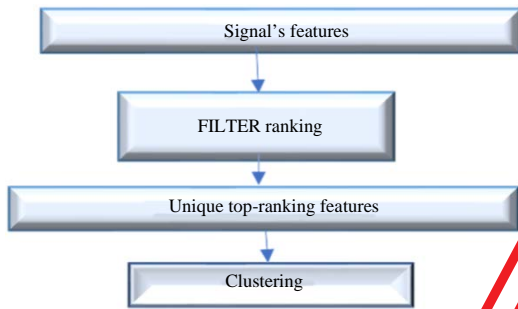 Signal's features
FILTER ranking
Unique top-ranking features
Clustering